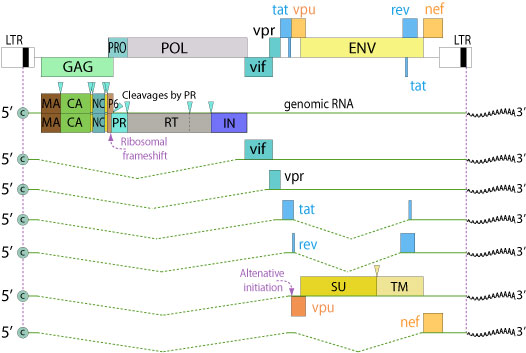 tat vpu rev nef
vpr
LTR PRO POL ENV LTR
GAG vif tat
Cleavages by PR
MA CA NC P6 genomic RNA
5′ C MA CA NC PR RT IN 3′
Ribosomal
frameshift
5′ C vif 3′
5′ C vpr 3′
5′ C tat 3′
5′ C rev 3′
Altenative
initiation
SU TM
5′ C vpu 3′
5′ C nef 3′